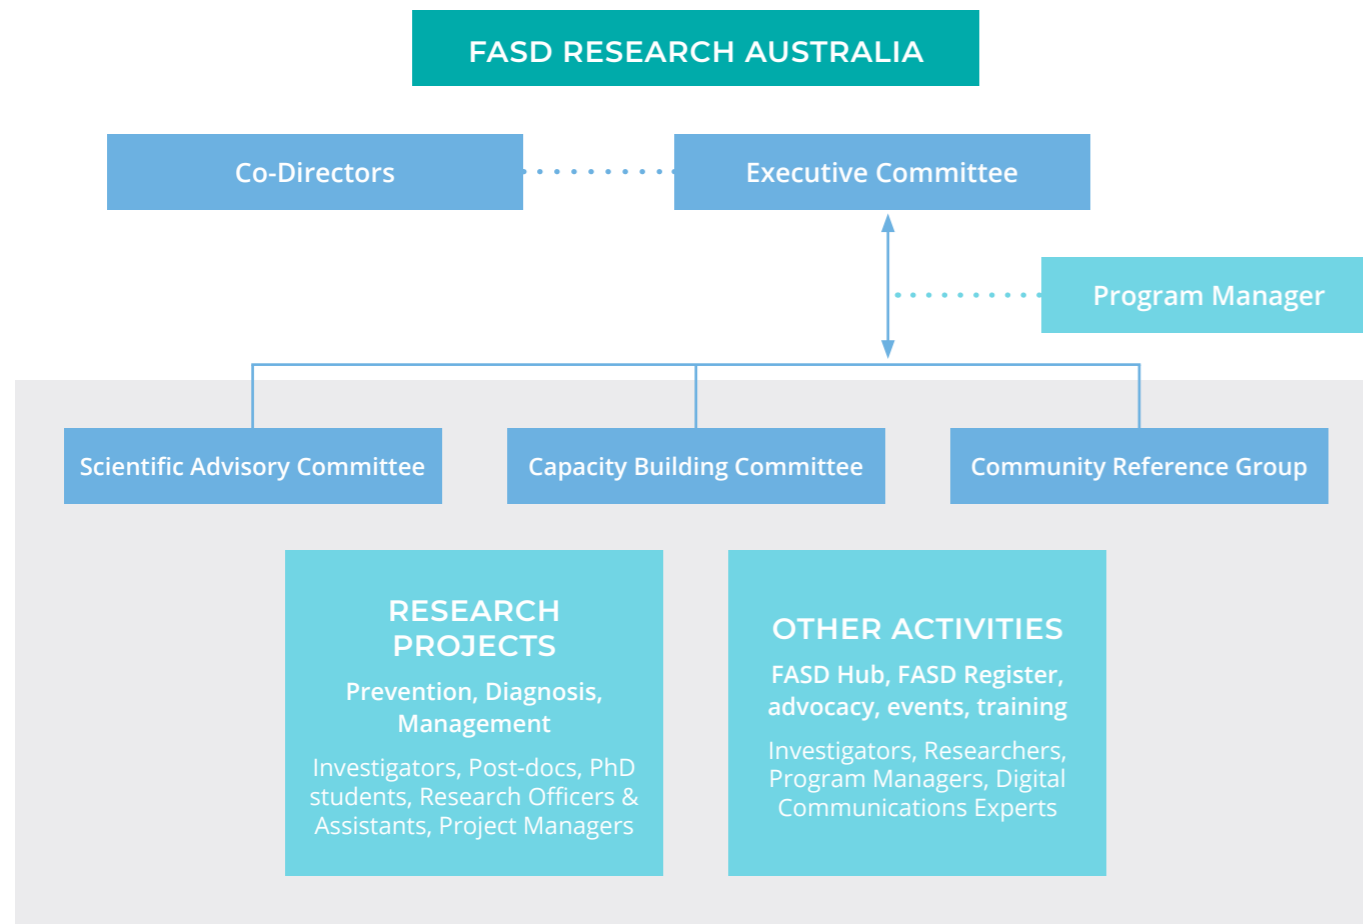 FASD RESEARCH AUSTRALIA
Co-Directors
Executive Committee
Program Manager
Scientific Advisory Committee
Capacity Building Committee
Community Reference Group
RESEARCH
PROJECTS
Prevention, Diagnosis,
Management
Investigators, Post-docs, PhD
students, Research Officers &
Assistants, Project Managers
OTHER ACTIVITIES
FASD Hub, FASD Register,
advocacy, events, training
Investigators, Researchers,
Program Managers, Digital
Communications Experts